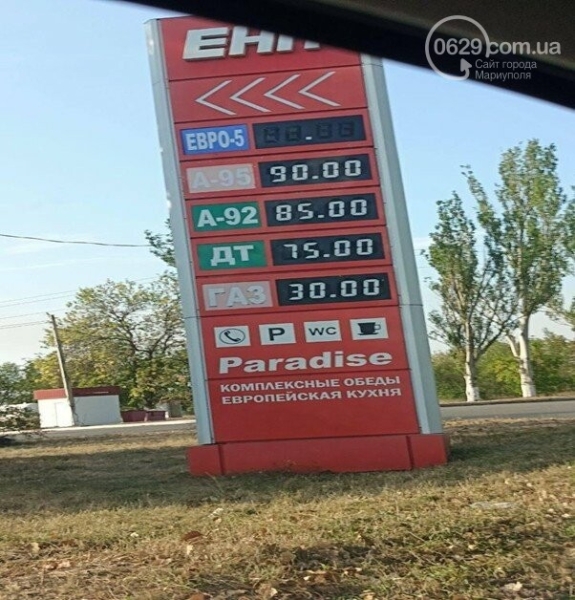 0629.com.ua
Сайт города
Мариуполя
ЕВРО-5
А-95 90.00
А-92 85.00
ДТ 75.00
ГАЗ 30.00
P WC
Paradise
КОМПЛЕКСНЫЕ ОБЕДЫ
ЕВРОПЕЙСКАЯ КУХНЯ